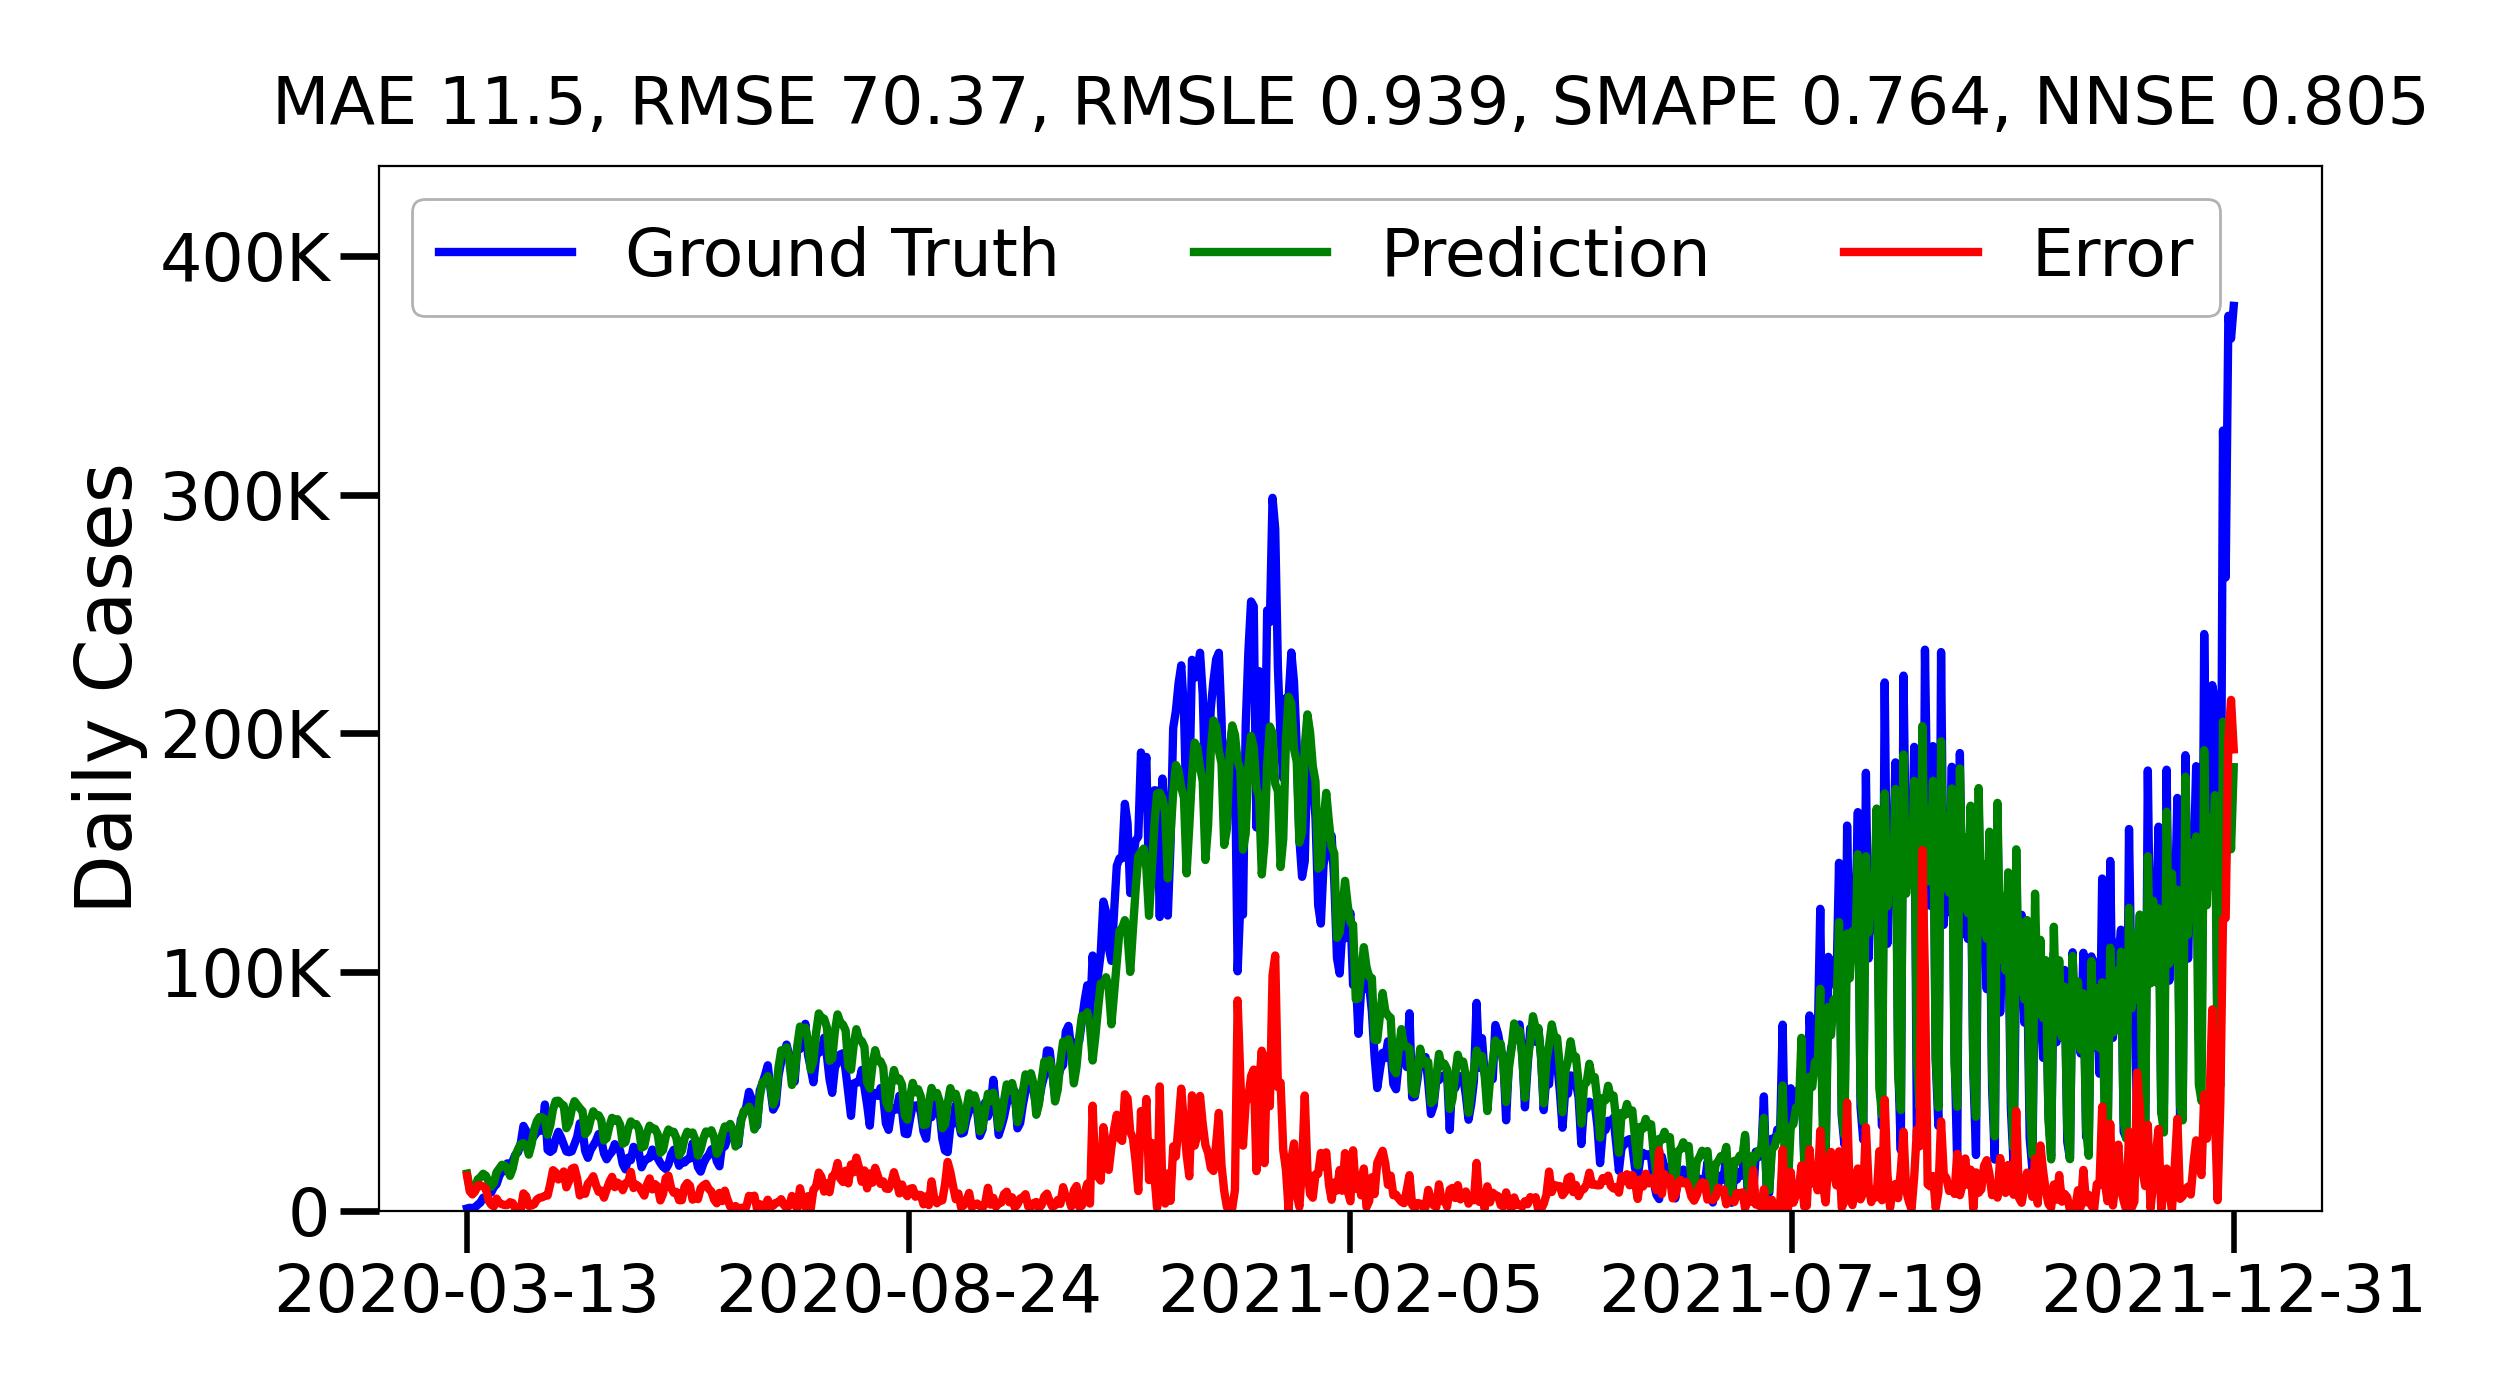 MAE 11.5, RMSE 70.37, RMSLE 0.939, SMAPE 0.764, NNSE 0.805
Ground Truth Prediction Error
Daily Cases
400K
300K
200K
100K
0
2020-03-13 2020-08-24 2021-02-05 2021-07-19 2021-12-31